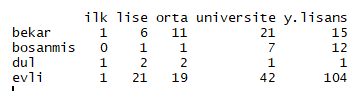 ilk lise orta universite y.lisans
bekar 1 6 11 21 15
bosanmis 0 1 1 7 12
dul 1 2 2 1 1
evli 1 21 19 42 104